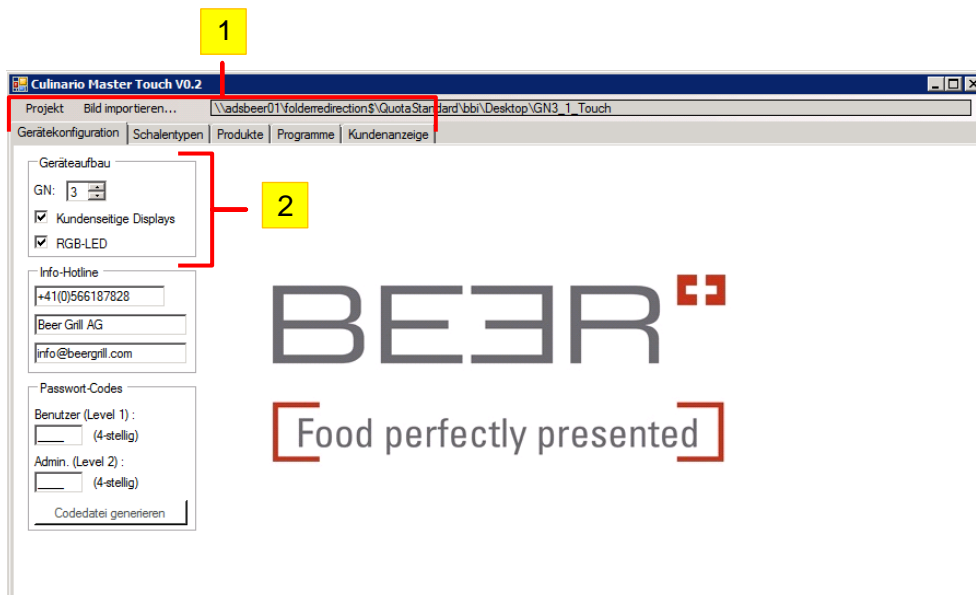 1
Culinario Master Touch V0.2
Projekt Bild importieren... \\adsbeer01\folderredirection$\QuotaStandard\bbi\Desktop\GN3_1_Touch
Gerätekonfiguration Schalentypen Produkte Programme Kundenanzeige
Geräteaufbau
GN: 3
2
Kundenseitige Displays
RGB-LED
Info-Hotline
+41(0)566187828
Beer Grill AG
info@beergrill.com
BEER
Food perfectly presented
Passwort-Codes
Benutzer (Level 1) :
____ (4-stellig)
Admin. (Level 2) :
____ (4-stellig)
Codedatei generieren